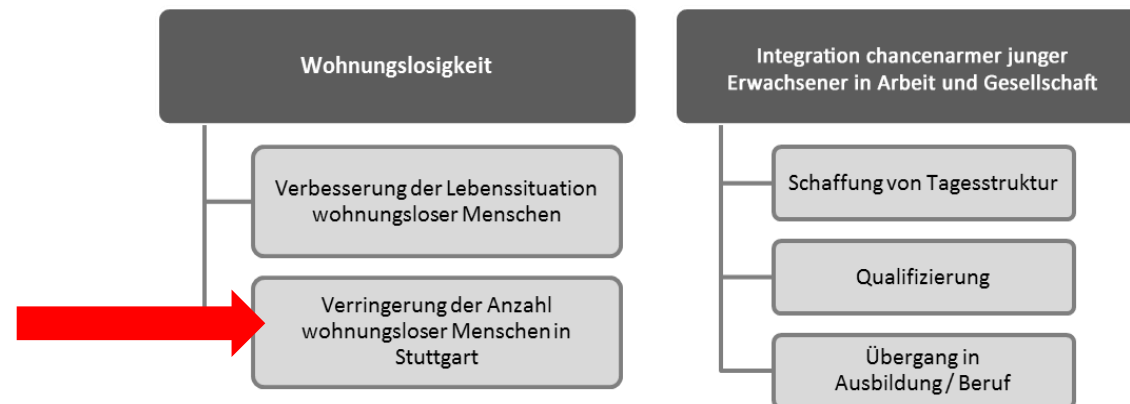 Wohnungslosigkeit
Verbesserung der Lebenssituation
wohnungsloser Menschen
Verringerung der Anzahl
wohnungsloser Menschen in
Stuttgart
Integration chancenarmer junger
Erwachsener in Arbeit und Gesellschaft
Schaffung von Tagesstruktur
Qualifizierung
Übergang in
Ausbildung / Beruf